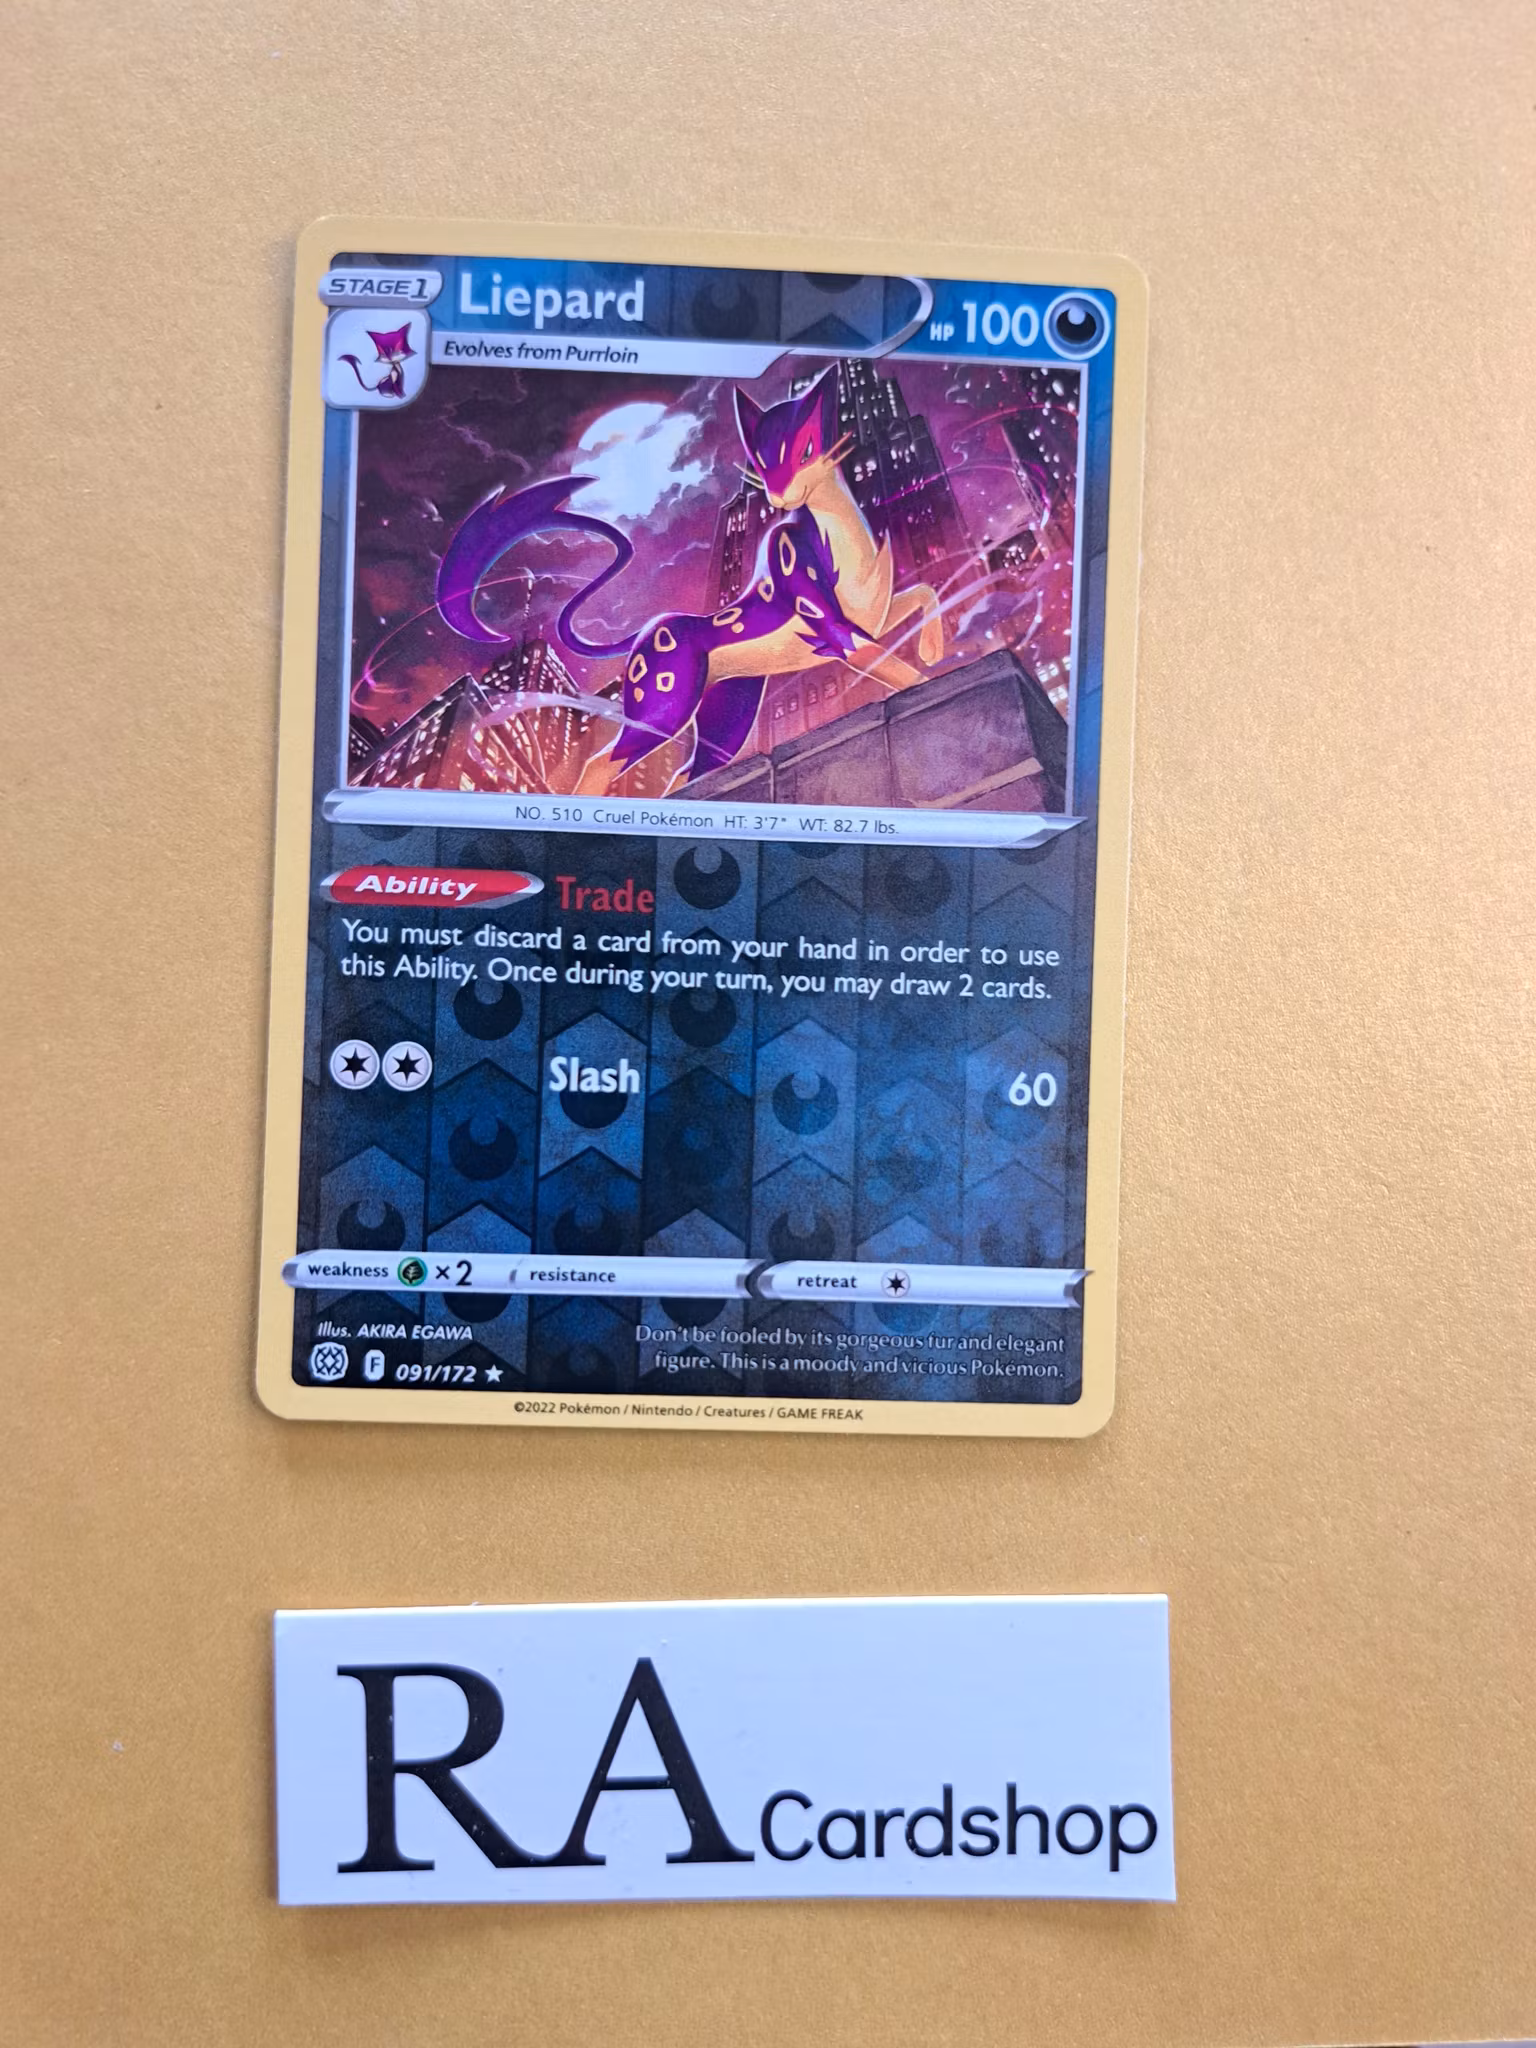 STAGE1
Liepard
HP 100
Evolves from Purrloin
NO. 510 Cruel Pokémon HT: 3'7" WT: 82.7 lbs.
Ability Trade
You must discard a card from your hand in order to use
this Ability. Once during your turn, you may draw 2 cards.
Slash 60
weakness ×2 resistance retreat
Illus. AKIRA EGAWA
Don't be fooled by its gorgeous fur and elegant
figure. This is a moody and vicious Pokémon.
F 091/172 ★
©2022 Pokémon / Nintendo / Creatures / GAME FREAK
RA Cardshop